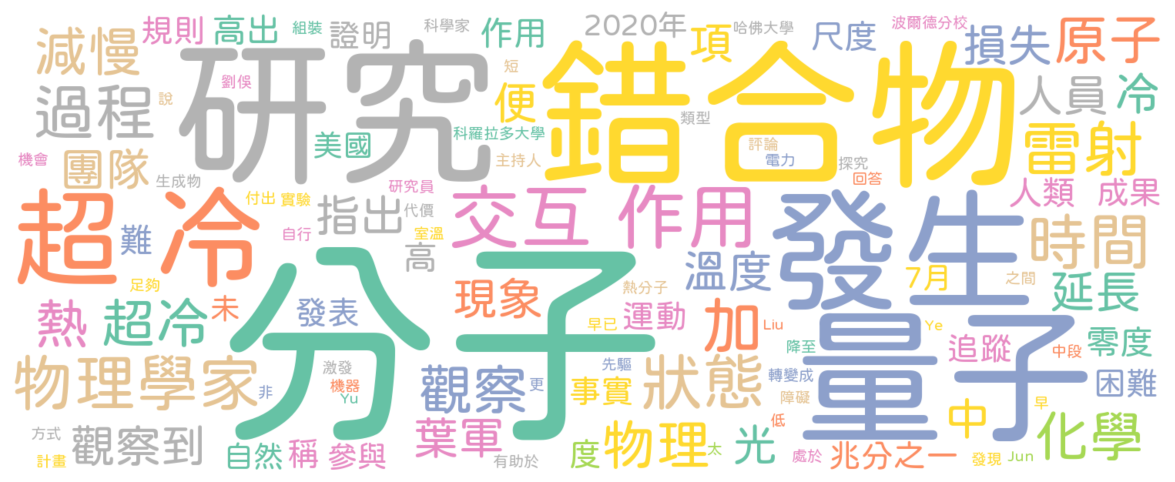 減慢 規則 高出 組裝 證明 科學家 作用 2020年 項 哈佛大學 尺度 波爾德分校 損失 原子
過程 說 劉俁 研究 短 便 錯合物 類型 人員 冷
機會 團隊 生成物 美國 科羅拉多大學 主持人 評論 電力 探究 回答 雷射
超冷 難 付出 實驗 自行 指出 研究員 代價 室溫 高 交互作用 發生 人類 成果
足夠 溫度 7月 之間 時間
熱 超冷 未 發表 分子 現象 早已 熱分子 運動 加 Liu 量子 Ye 延長
物理學家 非 激發 機器 Yu 觀察 更 先驅 事實 狀態 降至 轉變成 障礙 追蹤 中段 零度
方式 計畫 觀察到 自然 稱 參與 葉軍 有助於 度 物理 太 光 低 處於 兆分之一 中 發現 Jun 早 困難 化學